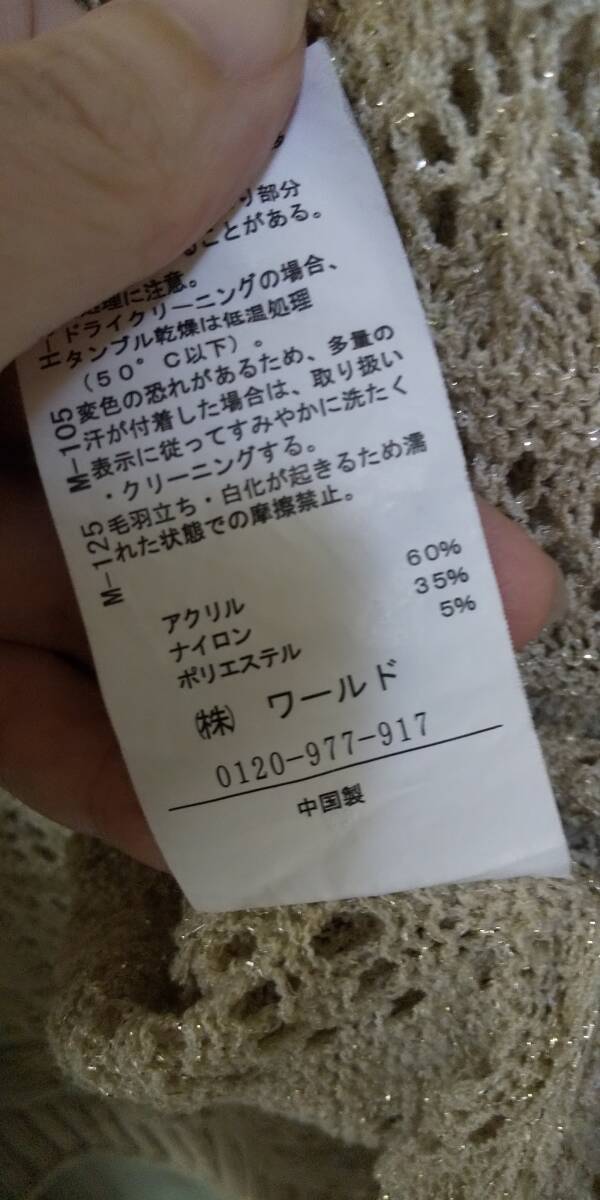 り部分
ことがある。
処理に注意。
ドライクリーニングの場合、
タンブル乾燥は低温処理
（５０°Ｃ以下）。
M-105 変色の恐れがあるため、多量の
汗が付着した場合は、取り扱い
表示に従ってすみやかに洗たく
・クリーニングする。
M-125 毛羽立ち・白化が起きるため濡
れた状態での摩擦禁止。
アクリル 60%
ナイロン 35%
ポリエステル 5%
㈱ ワールド
0120-977-917
中国製